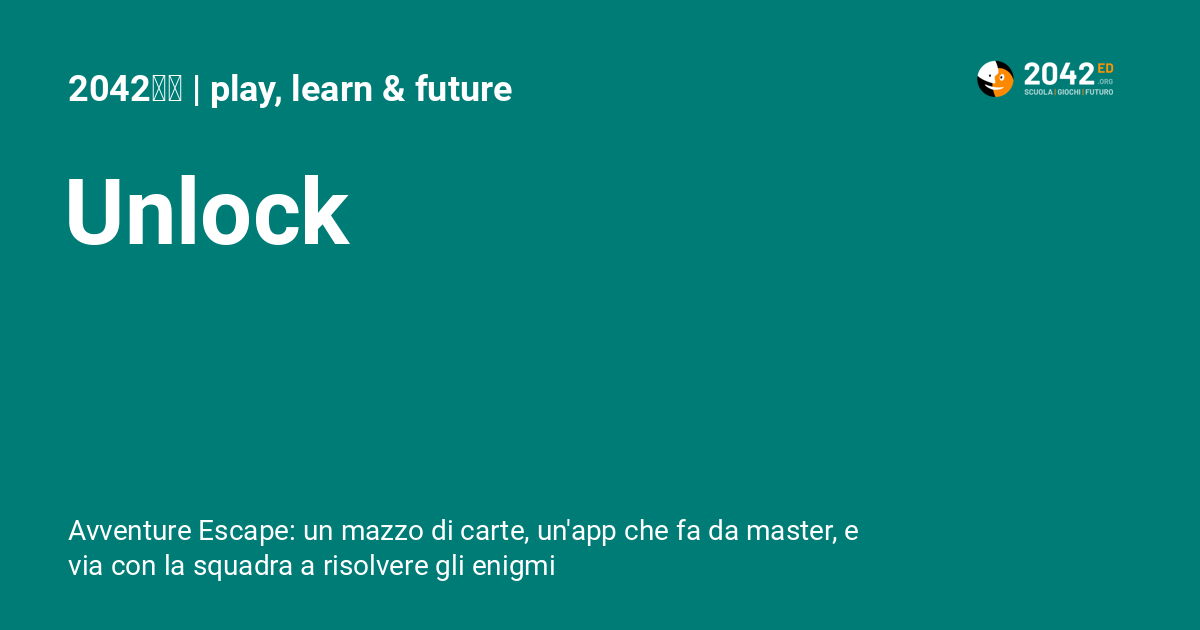 2042 | play, learn & future
2042 ED
.ORG
SCUOLA | GIOCHI | FUTURO
Unlock
Avventure Escape: un mazzo di carte, un'app che fa da master, e
via con la squadra a risolvere gli enigmi